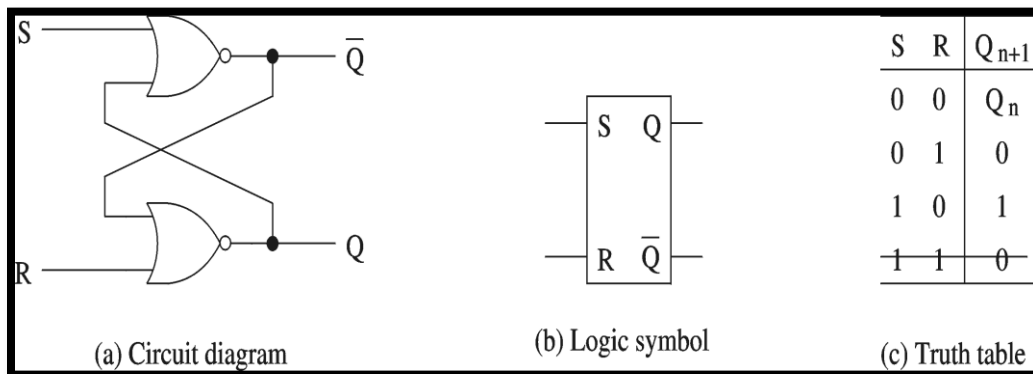 S
Q̅
R
Q
(a) Circuit diagram
S Q
R Q̅
(b) Logic symbol
S R Qn+1
0 0 Qn
0 1 0
1 0 1
1 1 0
(c) Truth table